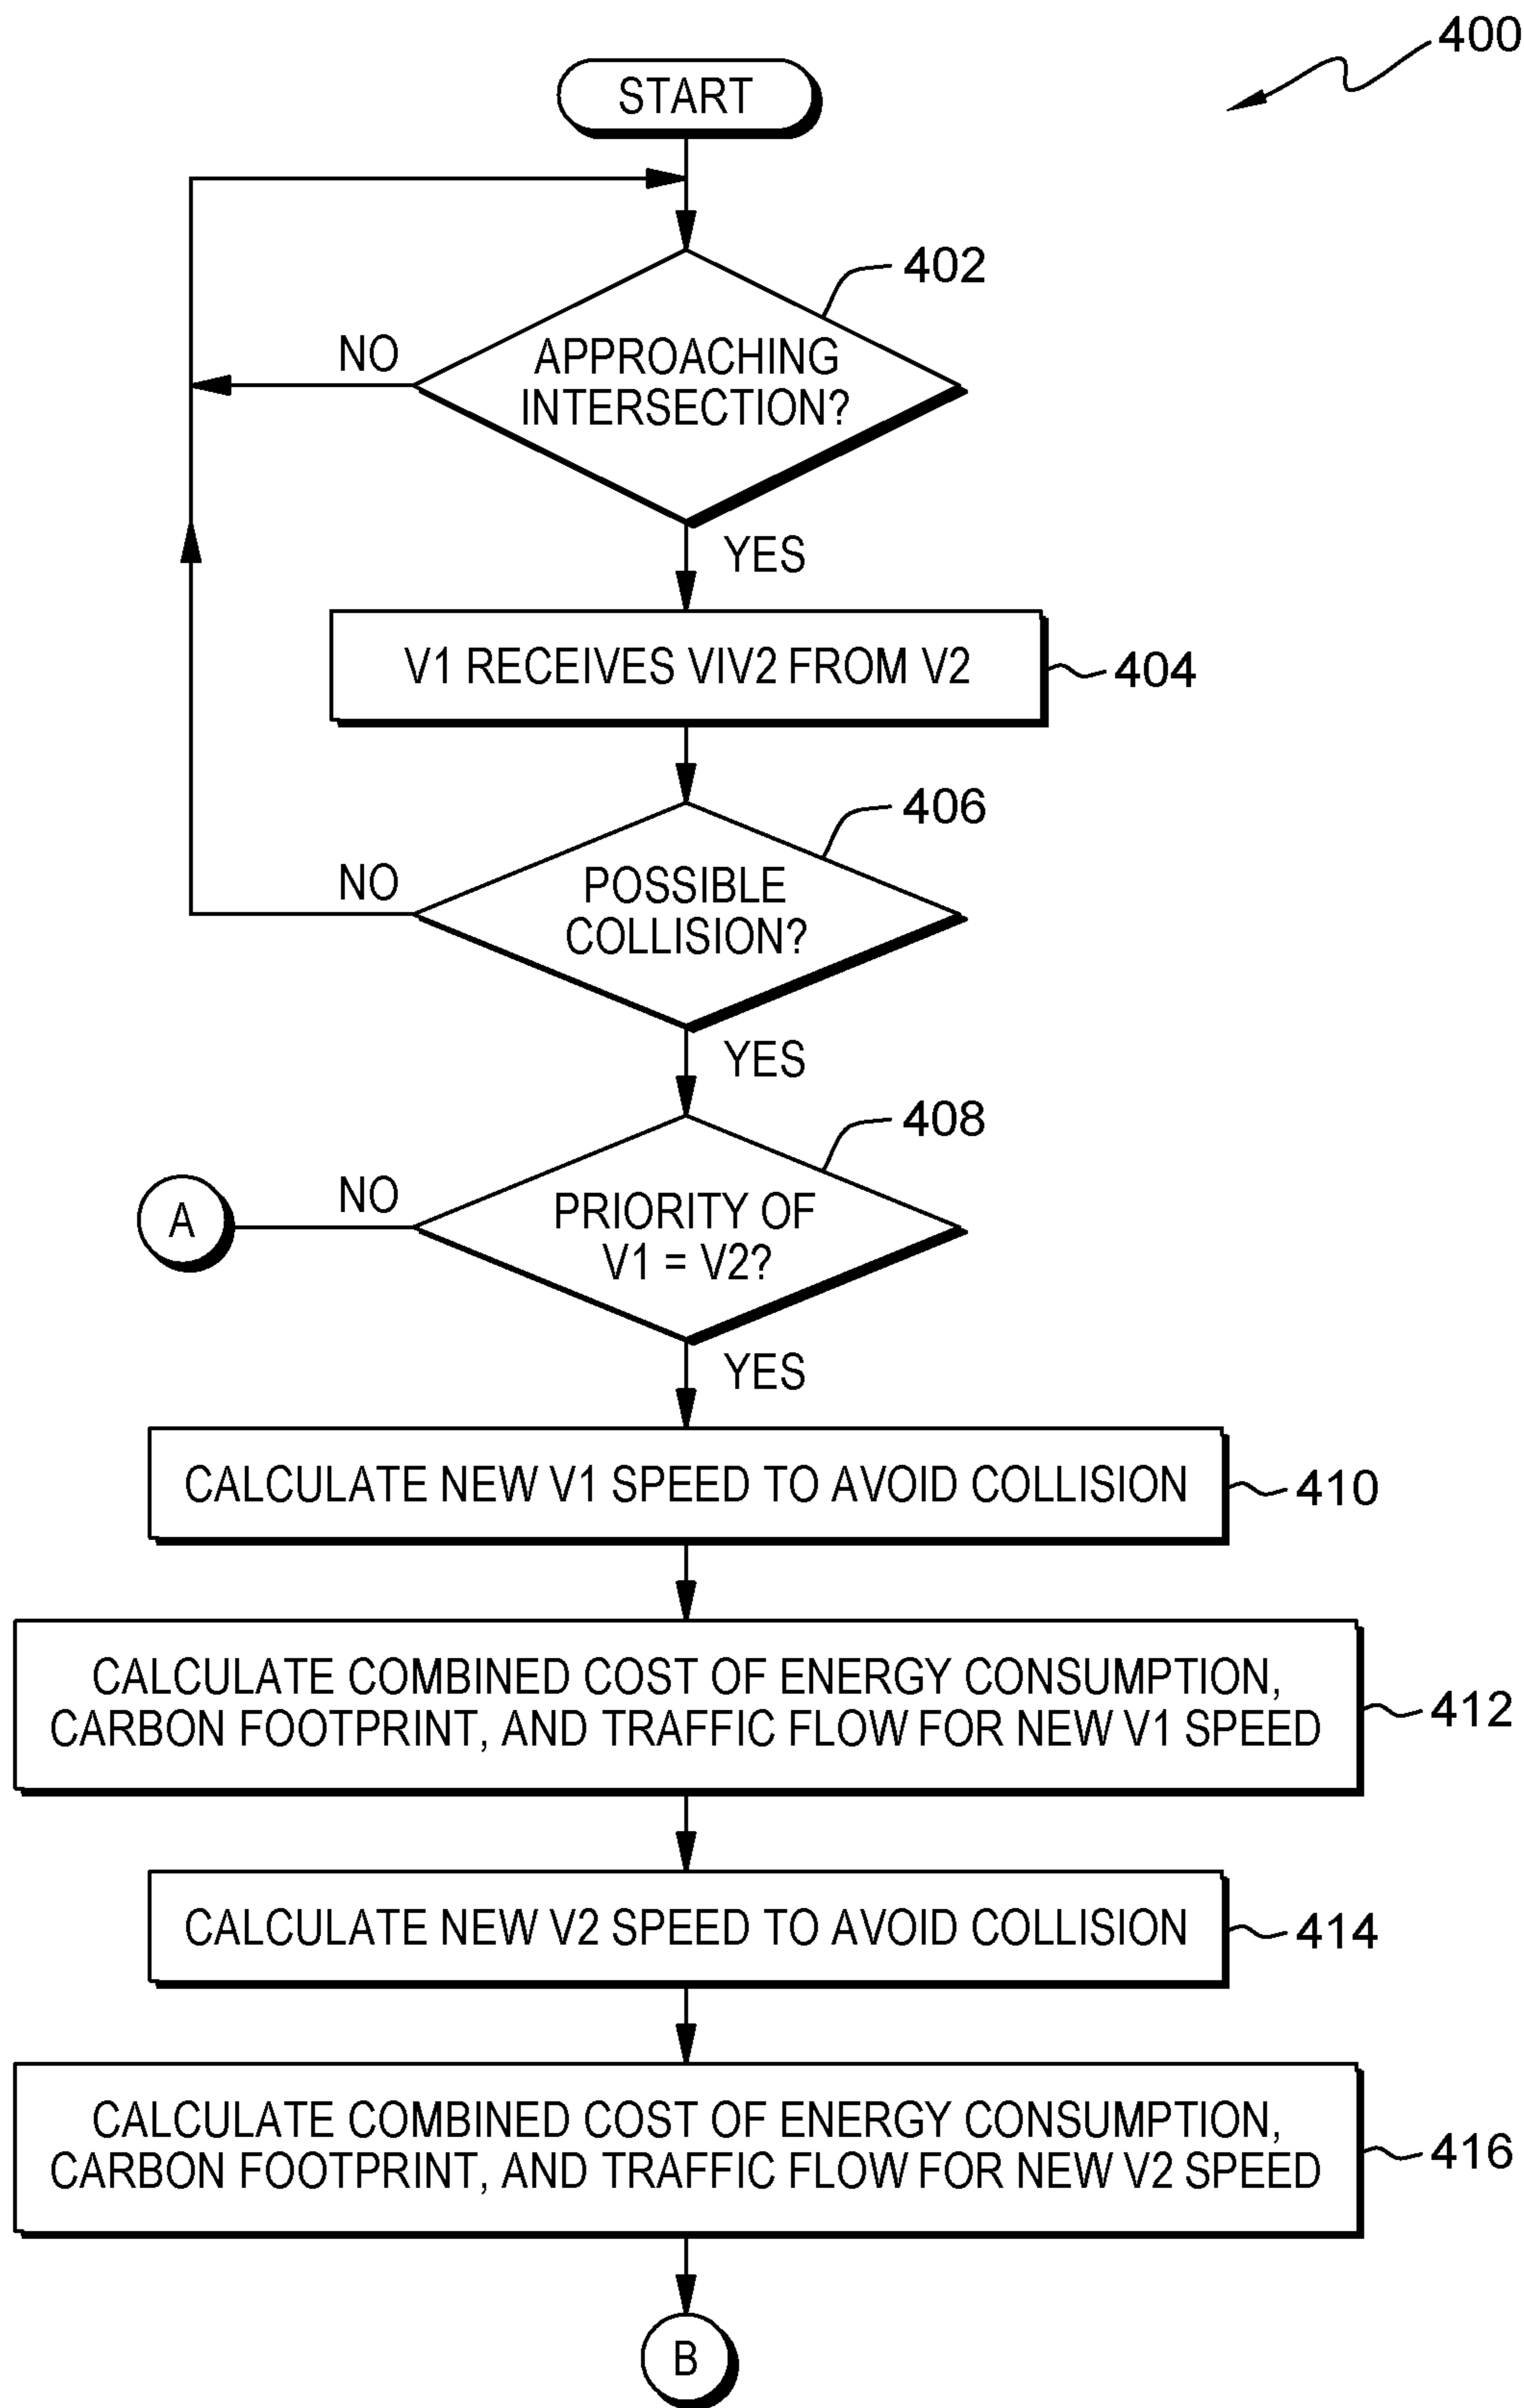 400
START
402
NO
APPROACHING
INTERSECTION?
YES
V1 RECEIVES VIV2 FROM V2
404
406
NO
POSSIBLE
COLLISION?
YES
408
A
NO
PRIORITY OF
V1 = V2?
YES
CALCULATE NEW V1 SPEED TO AVOID COLLISION
410
CALCULATE COMBINED COST OF ENERGY CONSUMPTION,
CARBON FOOTPRINT, AND TRAFFIC FLOW FOR NEW V1 SPEED
412
CALCULATE NEW V2 SPEED TO AVOID COLLISION
414
CALCULATE COMBINED COST OF ENERGY CONSUMPTION,
CARBON FOOTPRINT, AND TRAFFIC FLOW FOR NEW V2 SPEED
416
B